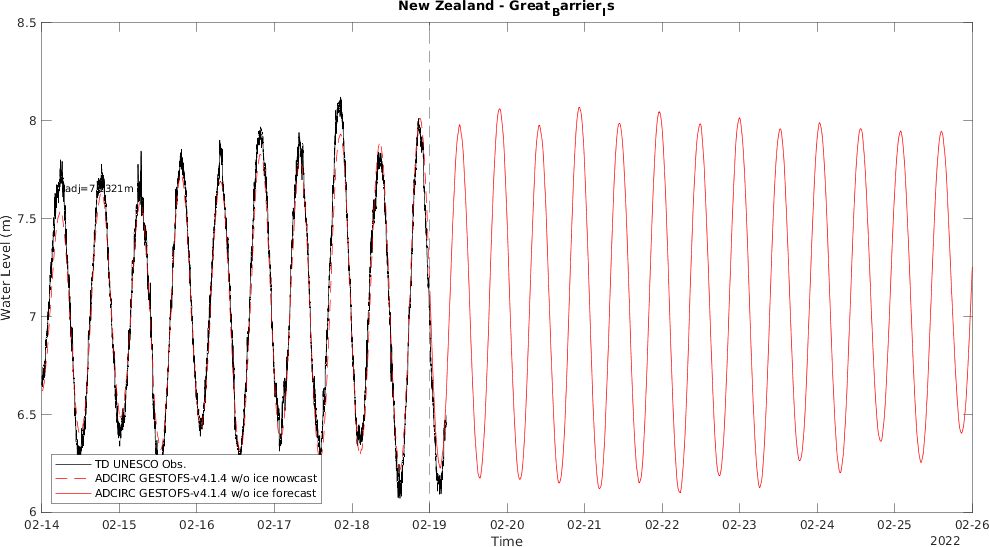 New Zealand - GreatBarrierIs
8.5
8
7.5
7
6.5
6
Water Level (m)
TD UNESCO Obs.
ADCIRC GESTOFS-v4.1.4 w/o ice nowcast
ADCIRC GESTOFS-v4.1.4 w/o ice forecast
02-14 02-15 02-16 02-17 02-18 02-19 02-20 02-21 02-22 02-23 02-24 02-25 02-26
Time
2022